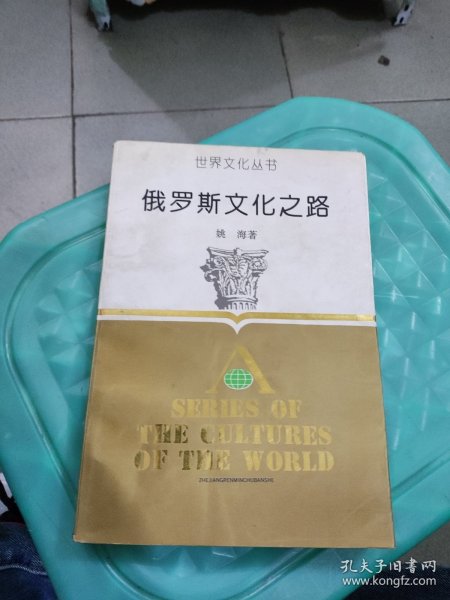 世界文化丛书
俄罗斯文化之路
姚 海著
A
SERIES OF
THE CULTURES
OF THE WORLD
ZHEJIANGRENMINCHUBANSHE
孔夫子旧书网
www.kongfz.com